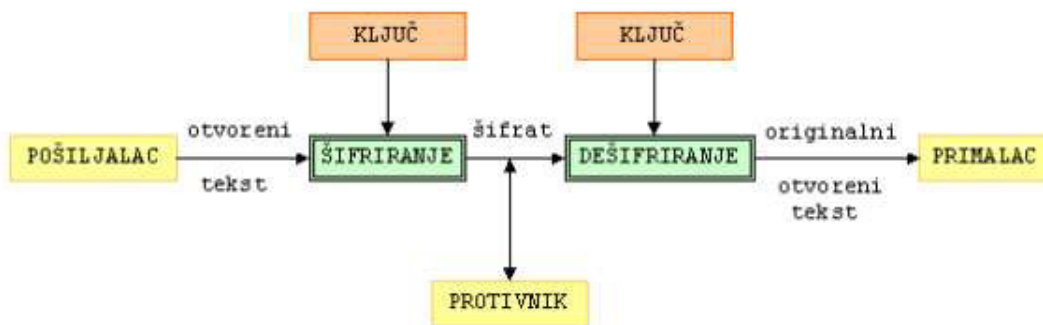 KLJUČ
KLJUČ
otvoreni
šifrat
originalni
POŠILJALAC
ŠIFRIRANJE
DEŠIFRIRANJE
PRIMALAC
tekst
otvoreni
tekst
PROTIVNIK